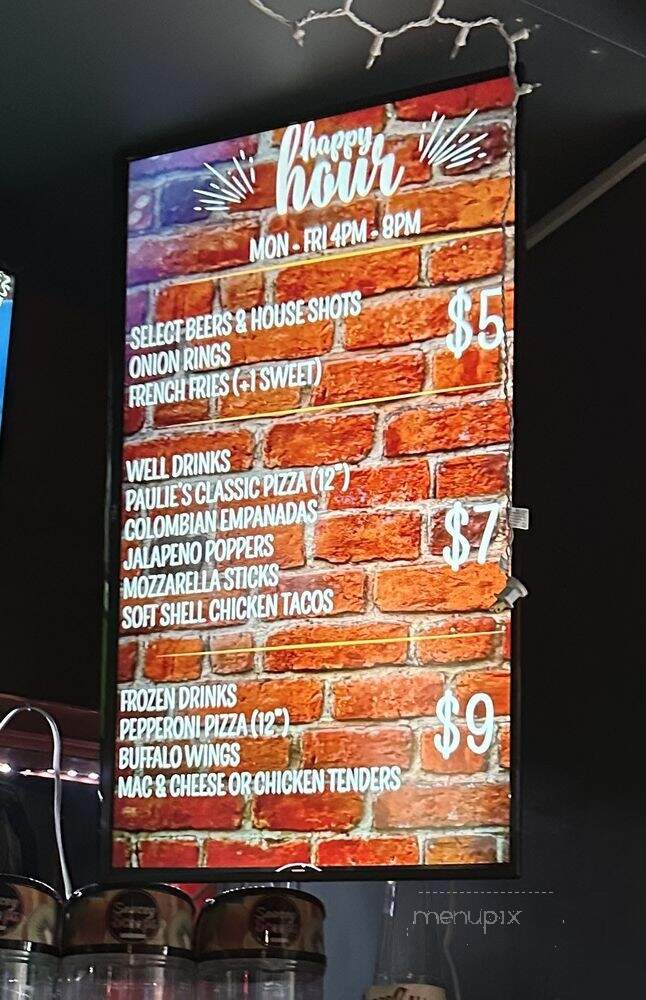 happy
hour
MON - FRI 4PM - 8PM
SELECT BEERS & HOUSE SHOTS
ONION RINGS
FRENCH FRIES (+1 SWEET)
$5
WELL DRINKS
PAULIE'S CLASSIC PIZZA (12")
COLOMBIAN EMPANADAS
JALAPENO POPPERS
MOZZARELLA STICKS
SOFT SHELL CHICKEN TACOS
$7
FROZEN DRINKS
PEPPERONI PIZZA (12")
BUFFALO WINGS
MAC & CHEESE OR CHICKEN TENDERS
$9
menupix